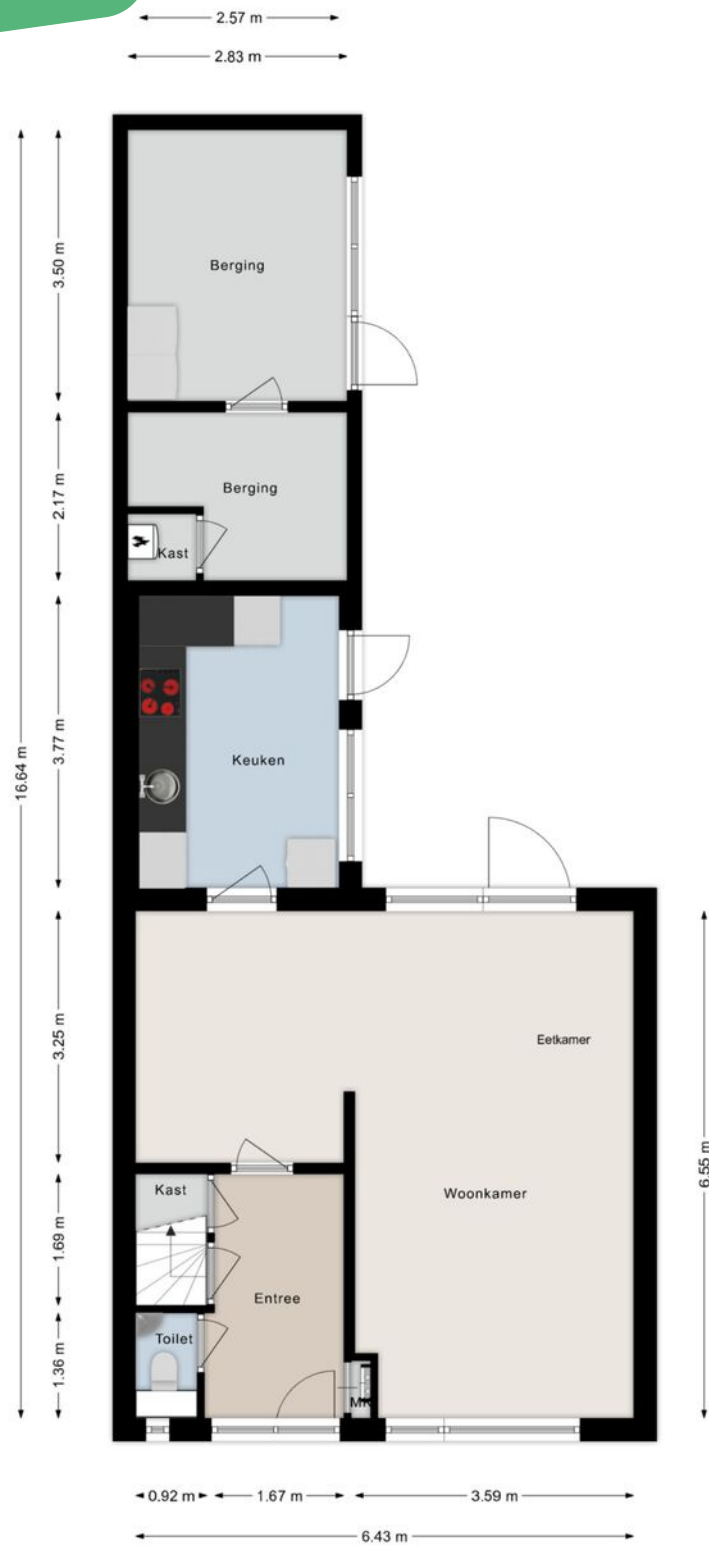 2.57 m
2.83 m
3.50 m
Berging
2.17 m
Berging
Kast
16.64 m
3.77 m
Keuken
3.25 m
Eetkamer
6.55 m
Woonkamer
Kast
1.69 m
Entree
Toilet
1.36 m
MK
0.92 m
1.67 m
3.59 m
6.43 m